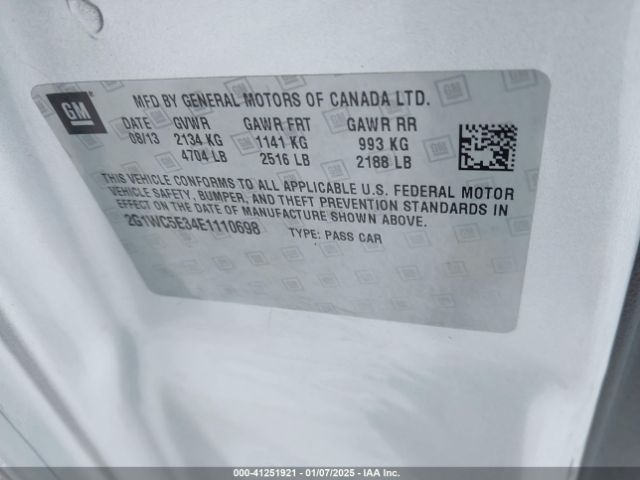 GM
MFD BY GENERAL MOTORS OF CANADA LTD.
DATE GVWR GAWR FRT GAWR RR
08/13 2134 KG 1141 KG 993 KG
4704 LB 2516 LB 2188 LB
THIS VEHICLE CONFORMS TO ALL APPLICABLE U.S. FEDERAL MOTOR
VEHICLE SAFETY, BUMPER, AND THEFT PREVENTION STANDARDS IN
EFFECT ON THE DATE OF MANUFACTURE SHOWN ABOVE.
2G1WC5E34E1110698 TYPE: PASS CAR
000-41251921 - 01/07/2025 - IAA Inc.